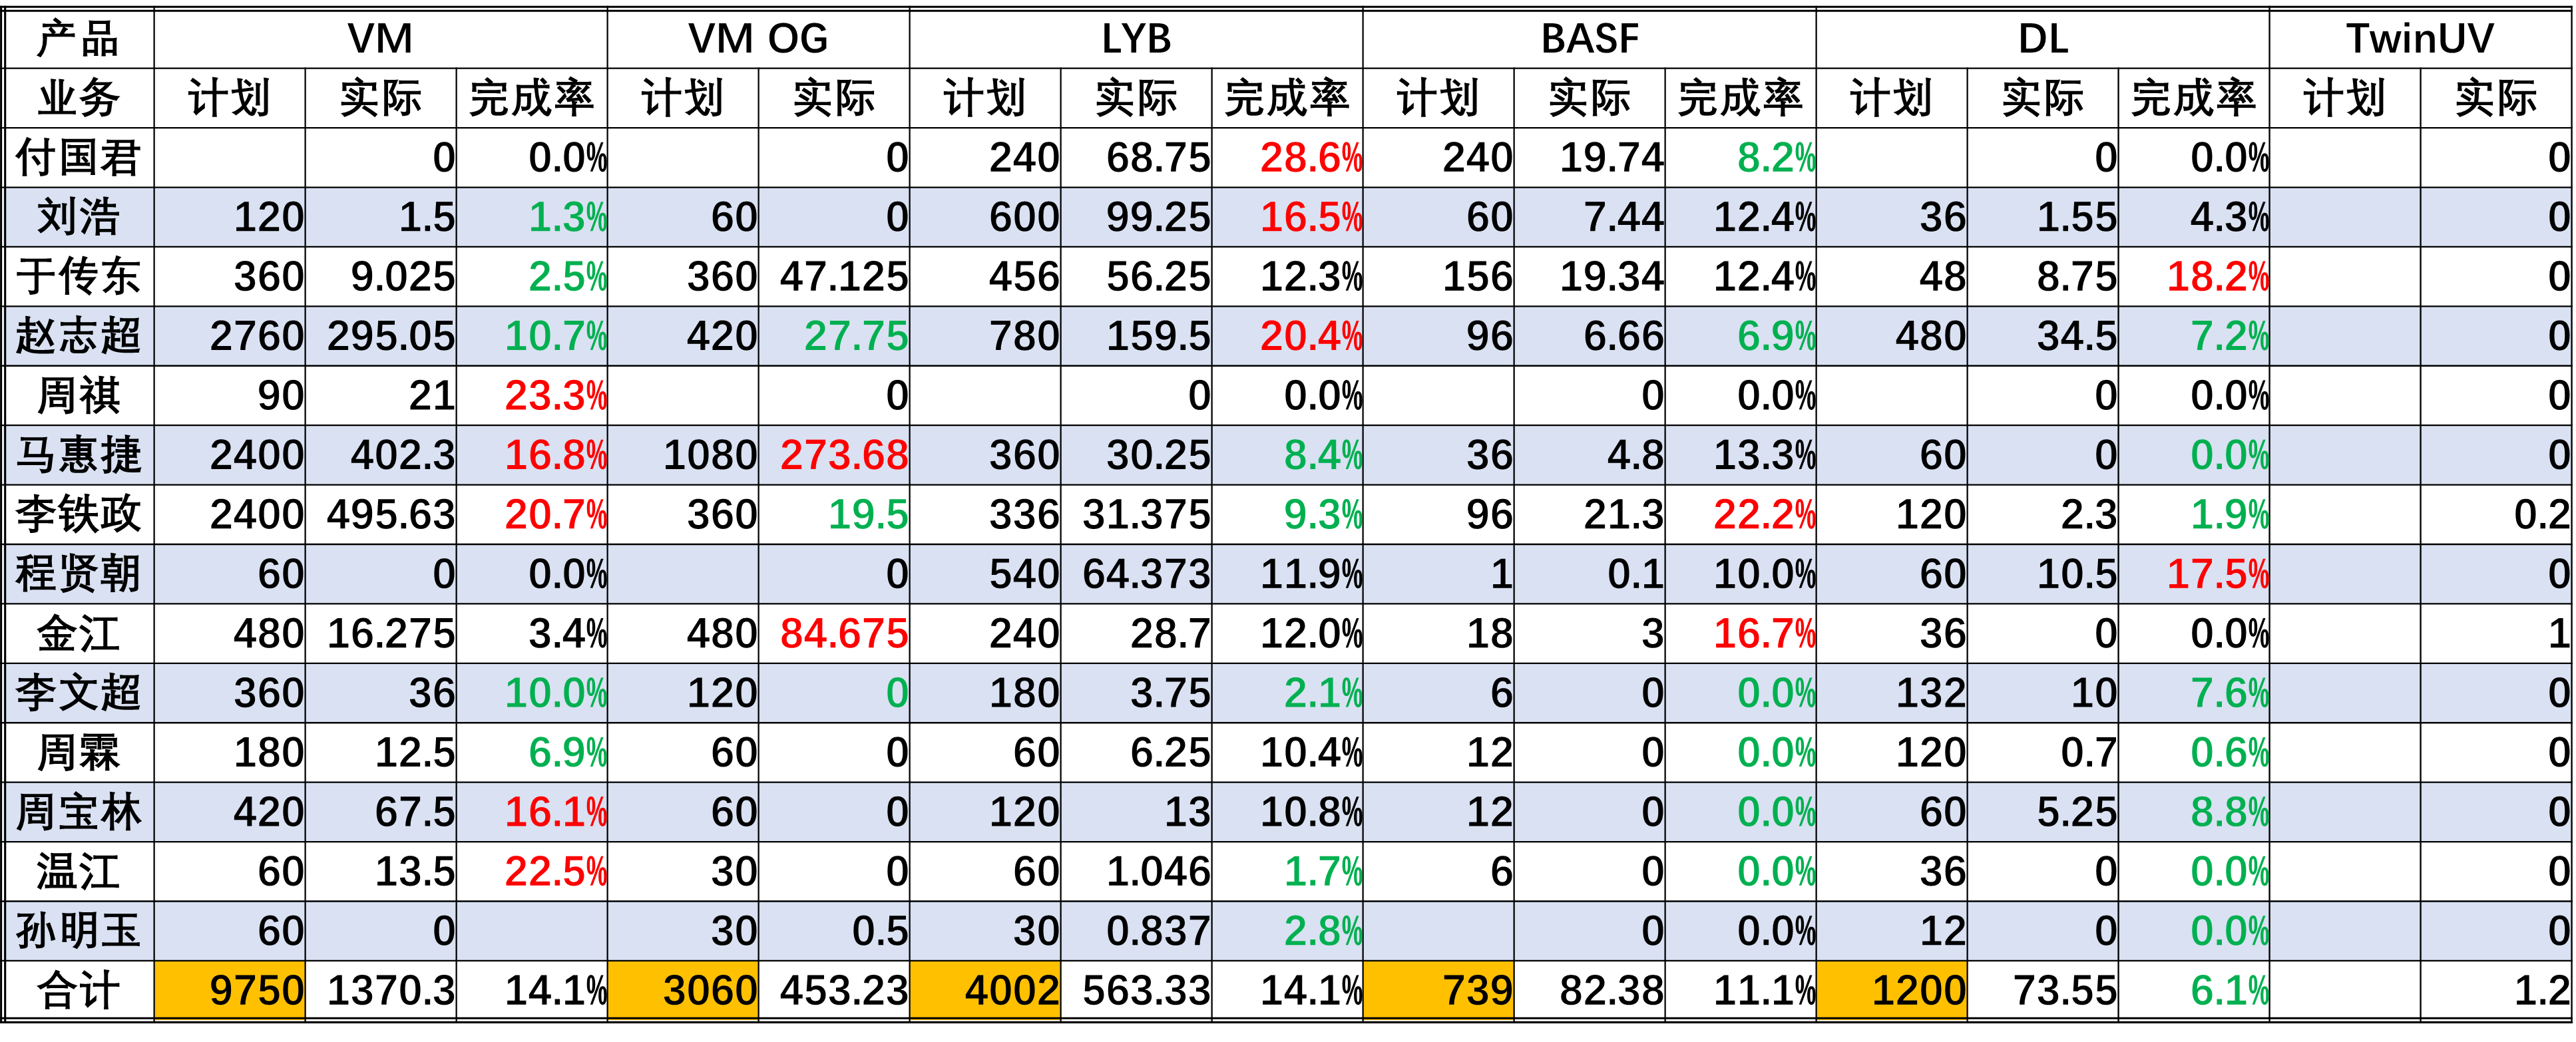 产品 VM VM OG LYB BASF DL TwinUV
业务 计划 实际 完成率 计划 实际 计划 实际 完成率 计划 实际 完成率 计划 实际 完成率 计划 实际
付国君 0 0.0% 0 240 68.75 28.6% 240 19.74 8.2% 0 0.0% 0
刘浩 120 1.5 1.3% 60 0 600 99.25 16.5% 60 7.44 12.4% 36 1.55 4.3% 0
于传东 360 9.025 2.5% 360 47.125 456 56.25 12.3% 156 19.34 12.4% 48 8.75 18.2% 0
赵志超 2760 295.05 10.7% 420 27.75 780 159.5 20.4% 96 6.66 6.9% 480 34.5 7.2% 0
周祺 90 21 23.3% 0 0 0.0% 0 0.0% 0 0.0% 0
马惠捷 2400 402.3 16.8% 1080 273.68 360 30.25 8.4% 36 4.8 13.3% 60 0 0.0% 0
李铁政 2400 495.63 20.7% 360 19.5 336 31.375 9.3% 96 21.3 22.2% 120 2.3 1.9% 0.2
程贤朝 60 0 0.0% 0 540 64.373 11.9% 1 0.1 10.0% 60 10.5 17.5% 0
金江 480 16.275 3.4% 480 84.675 240 28.7 12.0% 18 3 16.7% 36 0 0.0% 1
李文超 360 36 10.0% 120 0 180 3.75 2.1% 6 0 0.0% 132 10 7.6% 0
周霖 180 12.5 6.9% 60 0 60 6.25 10.4% 12 0 0.0% 120 0.7 0.6% 0
周宝林 420 67.5 16.1% 60 0 120 13 10.8% 12 0 0.0% 60 5.25 8.8% 0
温江 60 13.5 22.5% 30 0 60 1.046 1.7% 6 0 0.0% 36 0 0.0% 0
孙明玉 60 0 30 0.5 30 0.837 2.8% 0 0.0% 12 0 0.0% 0
合计 9750 1370.3 14.1% 3060 453.23 4002 563.33 14.1% 739 82.38 11.1% 1200 73.55 6.1% 1.2